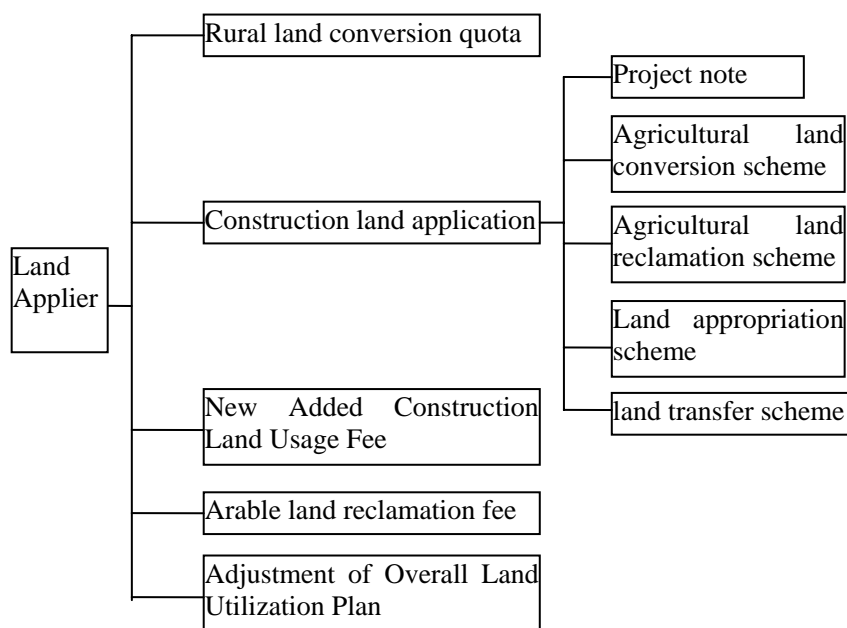 Land
Applier
Rural land conversion quota
Construction land application
New Added Construction
Land Usage Fee
Arable land reclamation fee
Adjustment of Overall Land
Utilization Plan
Project note
Agricultural land
conversion scheme
Agricultural land
reclamation scheme
Land appropriation
scheme
land transfer scheme